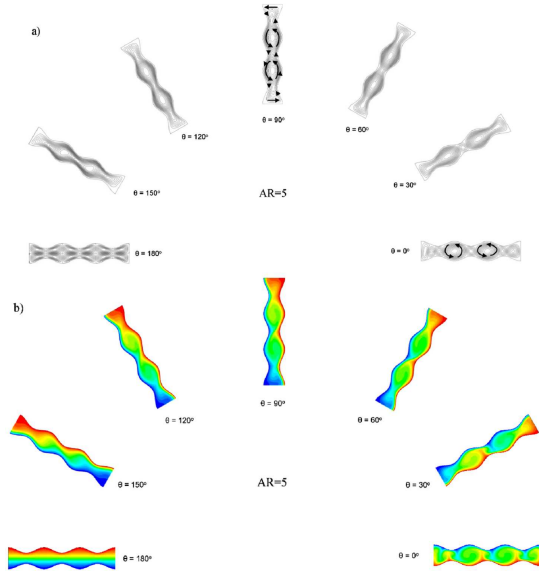 a)
θ = 90°
θ = 120°
θ = 60°
θ = 150°
AR=5
θ = 30°
θ = 180°
θ = 0°
b)
θ = 90°
θ = 120°
θ = 60°
θ = 150°
AR=5
θ = 30°
θ = 180°
θ = 0°